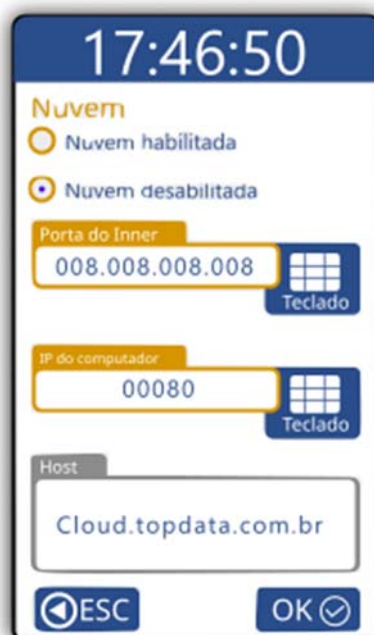 17:46:50
Nuvem
Nuvem habilitada
Nuvem desabilitada
Porta do Inner
008.008.008.008
Teclado
IP do computador
00080
Teclado
Host
Cloud.topdata.com.br
ESC
OK